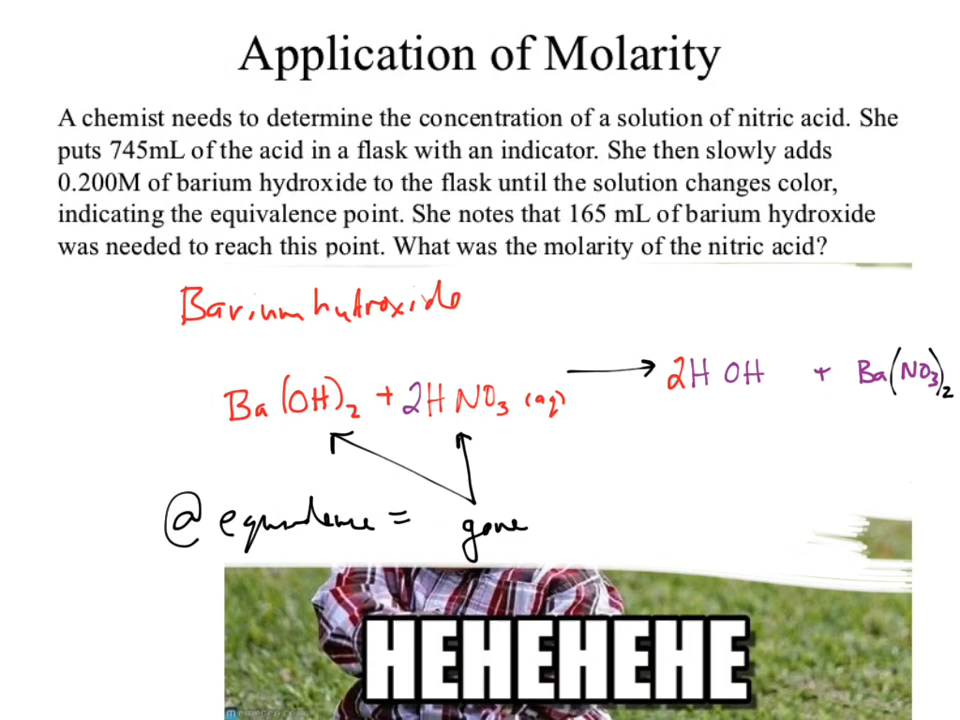 Application of Molarity
A chemist needs to determine the concentration of a solution of nitric acid. She
puts 745mL of the acid in a flask with an indicator. She then slowly adds
0.200M of barium hydroxide to the flask until the solution changes color,
indicating the equivalence point. She notes that 165 mL of barium hydroxide
was needed to reach this point. What was the molarity of the nitric acid?
Barium hydroxide
Ba(OH)₂ + 2HNO₃ (aq) → 2H OH + Ba(NO₃)₂
@ equivalence = gone
HEHEHEHE